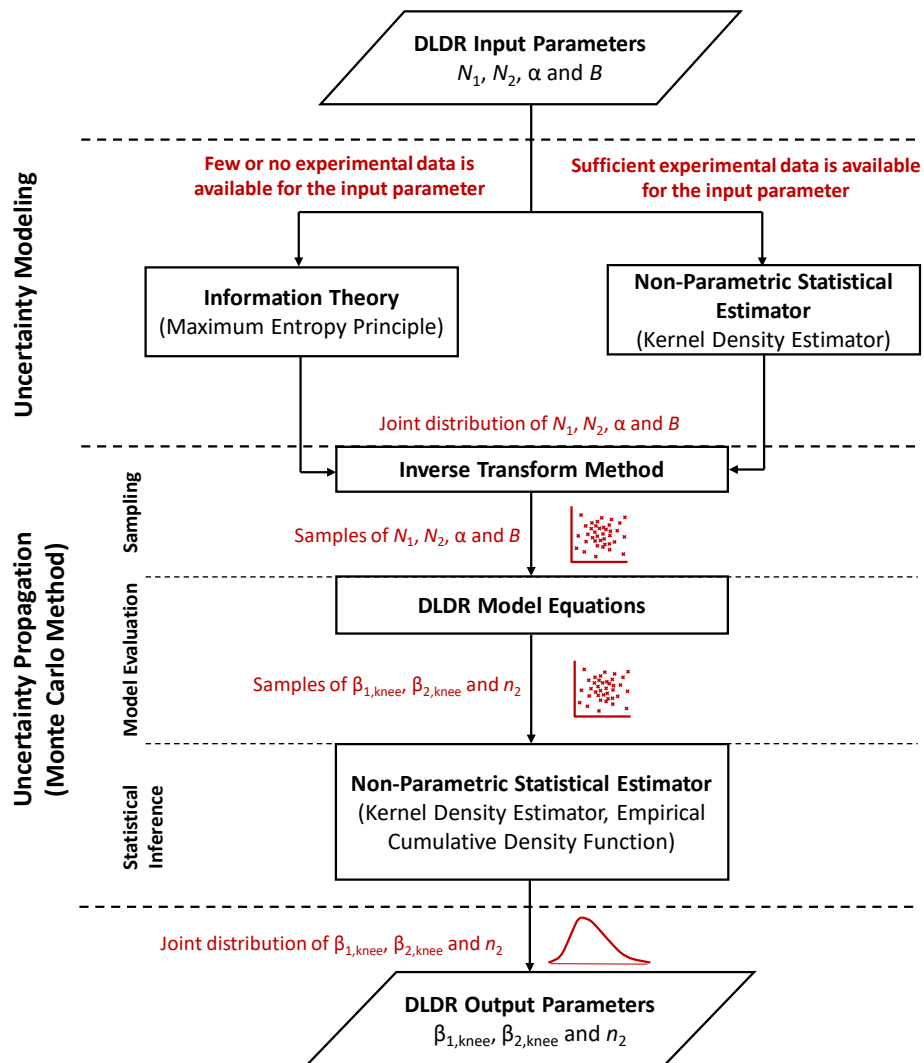 DLDR Input Parameters
N₁, N₂, α and B
Uncertainty Modeling
Few or no experimental data is
available for the input parameter
Sufficient experimental data is available
for the input parameter
Information Theory
(Maximum Entropy Principle)
Non-Parametric Statistical
Estimator
(Kernel Density Estimator)
Joint distribution of N₁, N₂, α and B
Uncertainty Propagation
(Monte Carlo Method)
Sampling
Inverse Transform Method
Samples of N₁, N₂, α and B
Model Evaluation
DLDR Model Equations
Samples of β₁,knee, β₂,knee and n₂
Statistical
Inference
Non-Parametric Statistical Estimator
(Kernel Density Estimator, Empirical
Cumulative Density Function)
Joint distribution of β₁,knee, β₂,knee and n₂
DLDR Output Parameters
β₁,knee, β₂,knee and n₂